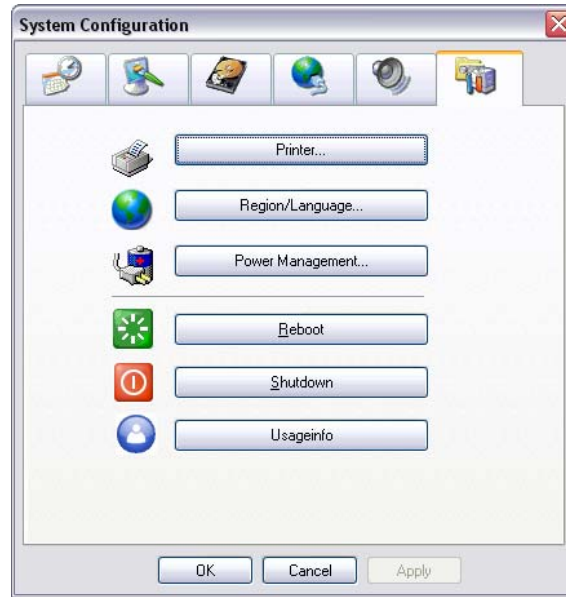 System Configuration
Printer...
Region/Language...
Power Management...
Reboot
Shutdown
Usageinfo
OK Cancel Apply